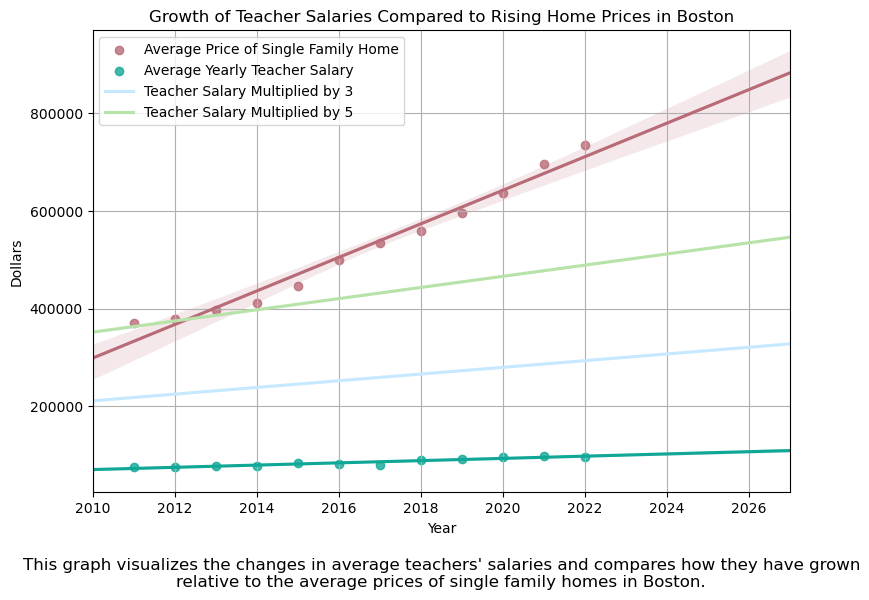 Growth of Teacher Salaries Compared to Rising Home Prices in Boston
Average Price of Single Family Home
Average Yearly Teacher Salary
Teacher Salary Multiplied by 3
Teacher Salary Multiplied by 5
800000
600000
400000
200000
Dollars
2010 2012 2014 2016 2018 2020 2022 2024 2026
Year
This graph visualizes the changes in average teachers' salaries and compares how they have grown
relative to the average prices of single family homes in Boston.